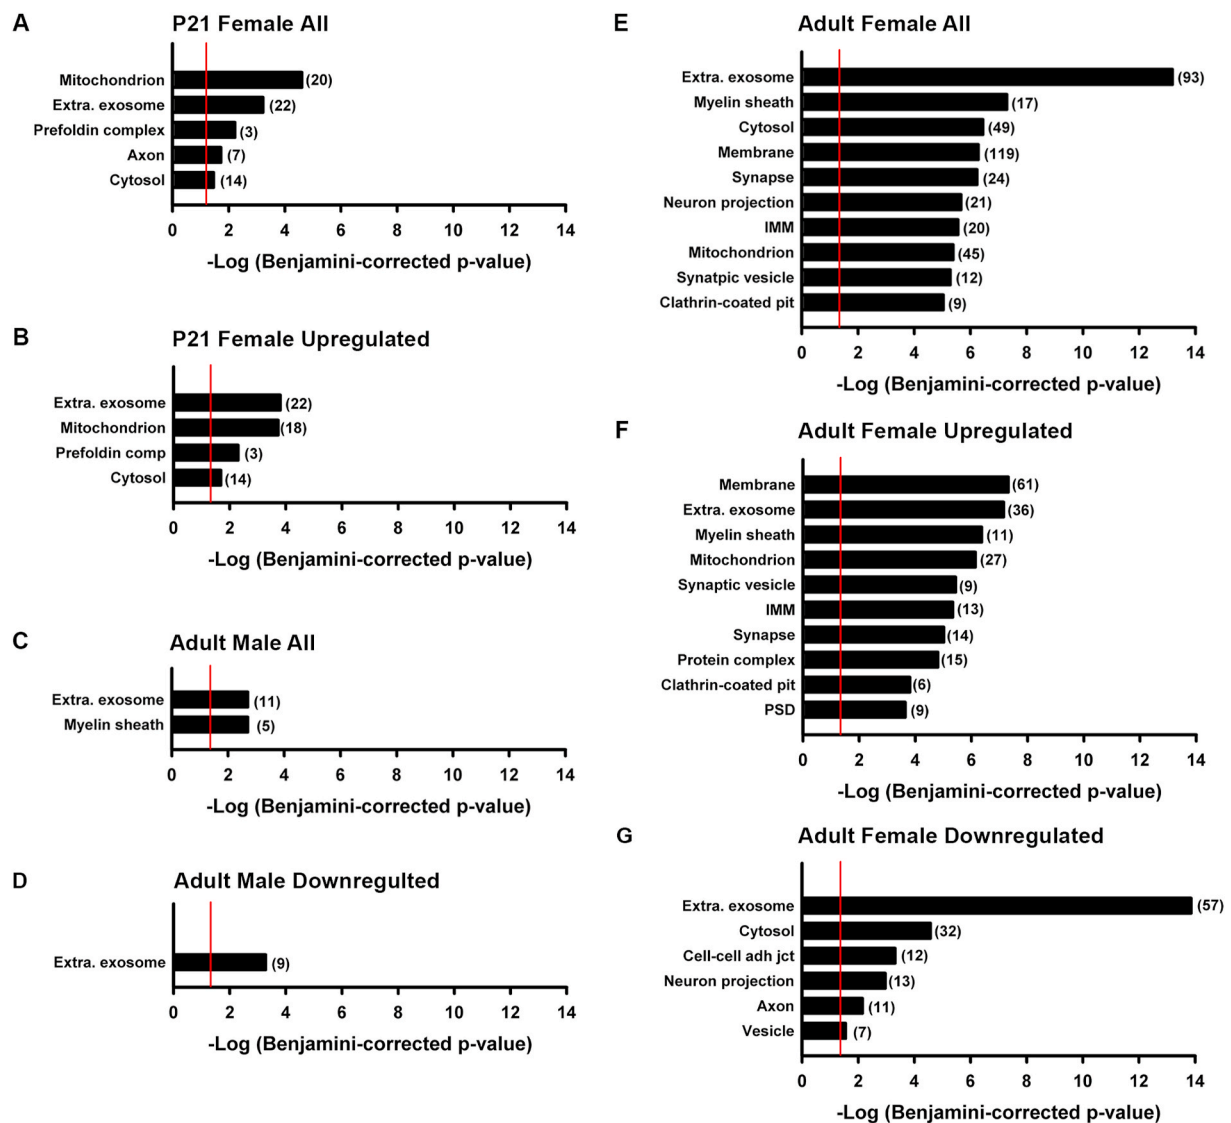 A
P21 Female All
Mitochondrion (20)
Extra. exosome (22)
Prefoldin complex (3)
Axon (7)
Cytosol (14)
0 2 4 6 8 10 12 14
-Log (Benjamini-corrected p-value)
B
P21 Female Upregulated
Extra. exosome (22)
Mitochondrion (18)
Prefoldin comp (3)
Cytosol (14)
0 2 4 6 8 10 12 14
-Log (Benjamini-corrected p-value)
C
Adult Male All
Extra. exosome (11)
Myelin sheath (5)
0 2 4 6 8 10 12 14
-Log (Benjamini-corrected p-value)
D
Adult Male Downregulted
Extra. exosome (9)
0 2 4 6 8 10 12 14
-Log (Benjamini-corrected p-value)
E
Adult Female All
Extra. exosome (93)
Myelin sheath (17)
Cytosol (49)
Membrane (119)
Synapse (24)
Neuron projection (21)
IMM (20)
Mitochondrion (45)
Synatpic vesicle (12)
Clathrin-coated pit (9)
0 2 4 6 8 10 12 14
-Log (Benjamini-corrected p-value)
F
Adult Female Upregulated
Membrane (61)
Extra. exosome (36)
Myelin sheath (11)
Mitochondrion (27)
Synaptic vesicle (9)
IMM (13)
Synapse (14)
Protein complex (15)
Clathrin-coated pit (6)
PSD (9)
0 2 4 6 8 10 12 14
-Log (Benjamini-corrected p-value)
G
Adult Female Downregulated
Extra. exosome (57)
Cytosol (32)
Cell-cell adh jct (12)
Neuron projection (13)
Axon (11)
Vesicle (7)
0 2 4 6 8 10 12 14
-Log (Benjamini-corrected p-value)